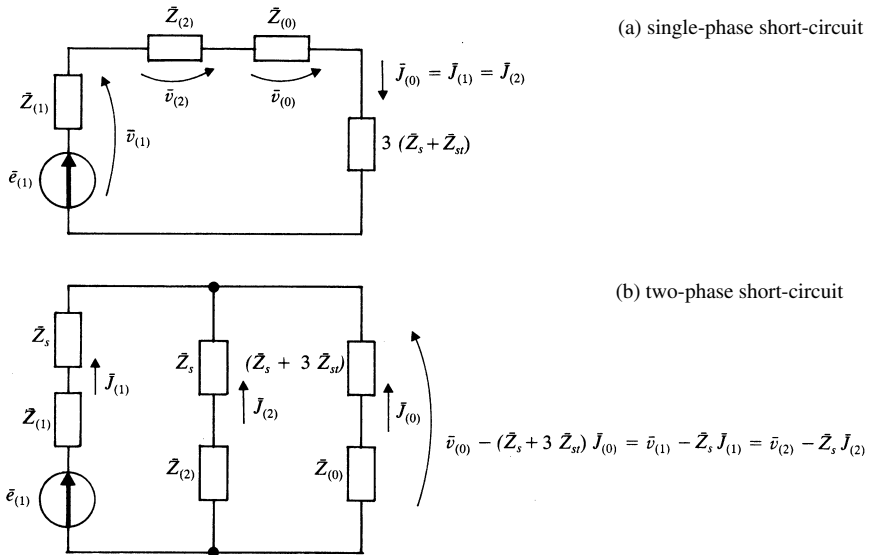 (a) single-phase short-circuit
Z̄(2) Z̄(0)
J̄(0) = J̄(1) = J̄(2)
v̄(2) v̄(0)
Z̄(1)
v̄(1)
3 (Z̄s + Z̄st)
ē(1)
(b) two-phase short-circuit
Z̄s Z̄s (Z̄s + 3 Z̄st)
J̄(1) J̄(2) J̄(0)
Z̄(1)
v̄(0) − (Z̄s + 3 Z̄st) J̄(0) = v̄(1) − Z̄s J̄(1) = v̄(2) − Z̄s J̄(2)
Z̄(2) Z̄(0)
ē(1)